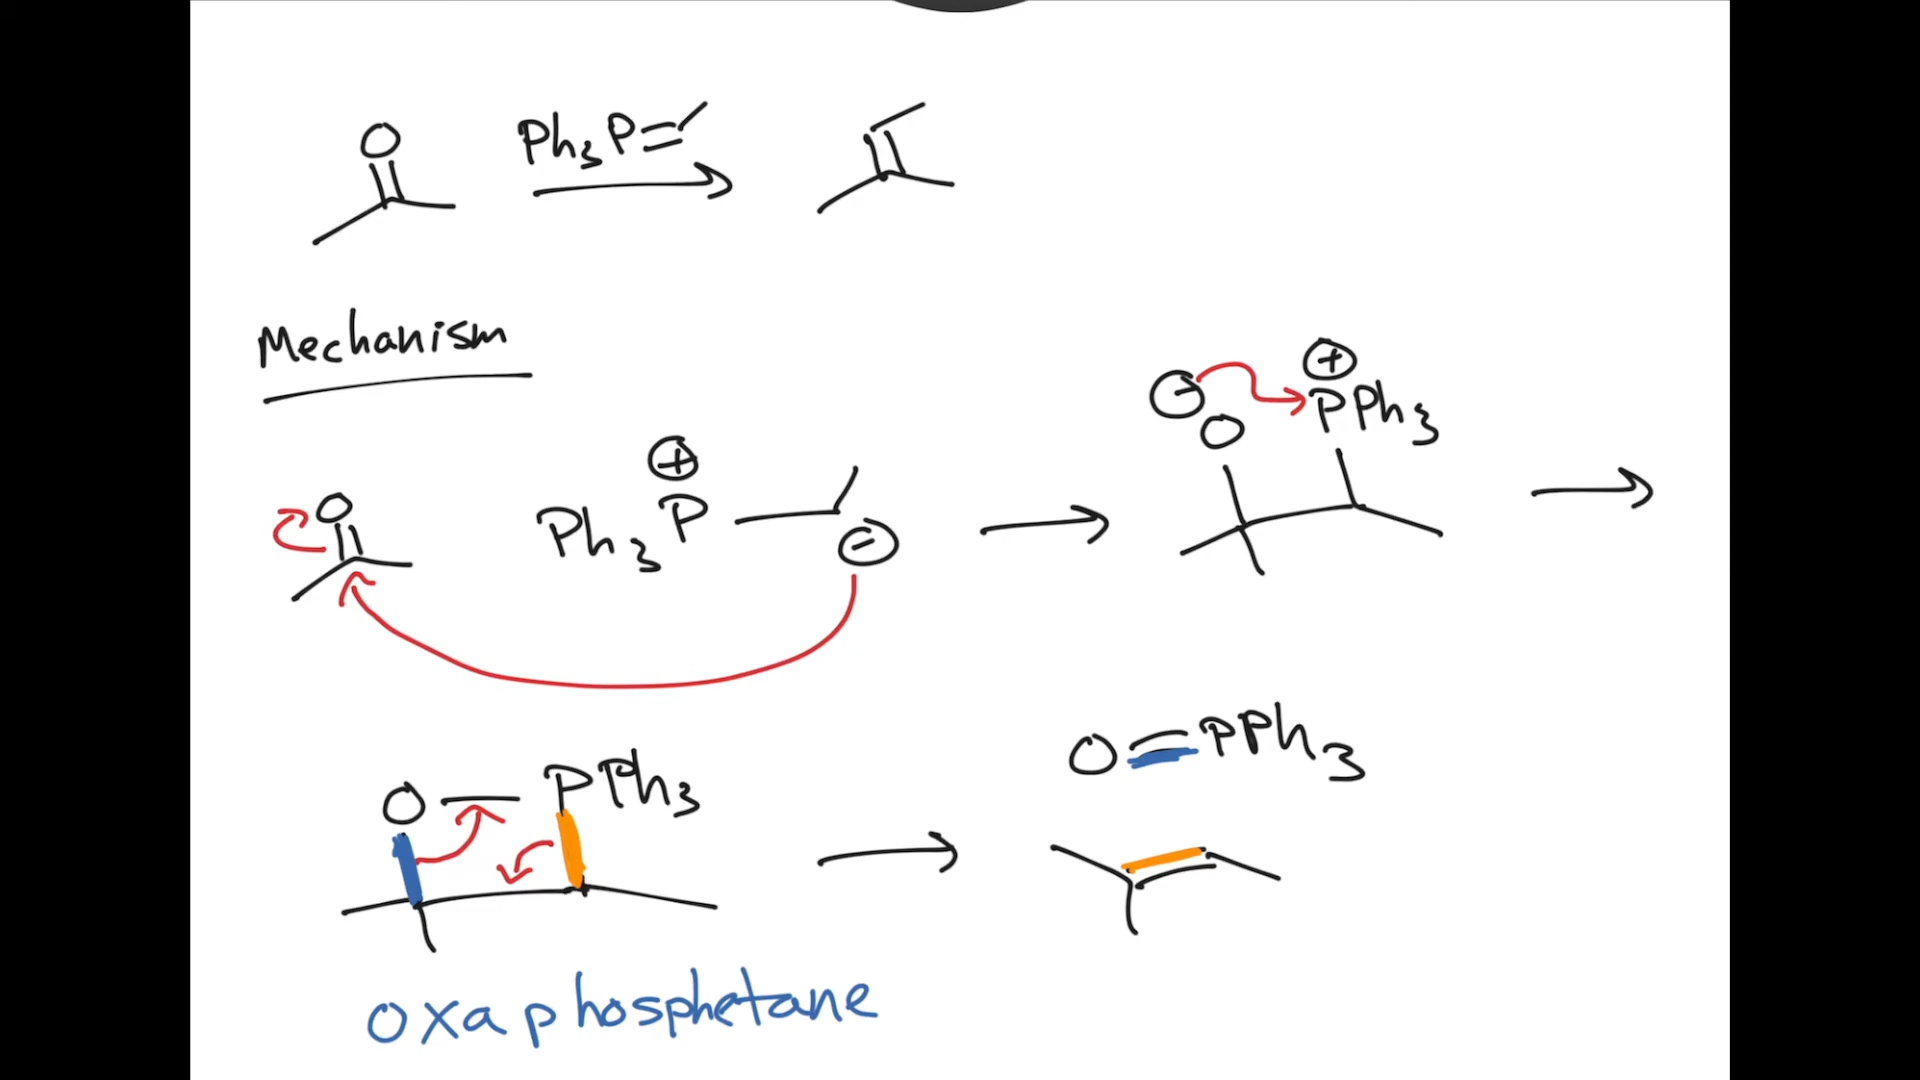 O Ph3P=
Mechanism
O Ph3P ⊕ ⊖
⊖ O ⊕ PPh3
O — PPh3
O=PPh3
oxaphosphetane